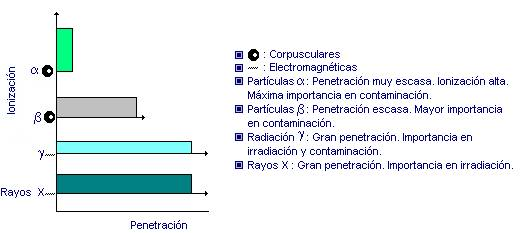 Ionización
α
β
γ
Rayos X
Penetración
: Corpusculares
: Electromagnéticas
Partículas α: Penetración muy escasa. Ionización alta.
Máxima importancia en contaminación.
Partículas β: Penetración escasa. Mayor importancia
en contaminación.
Radiación γ: Gran penetración. Importancia en
irradiación y contaminación.
Rayos X: Gran penetración. Importancia en irradiación.